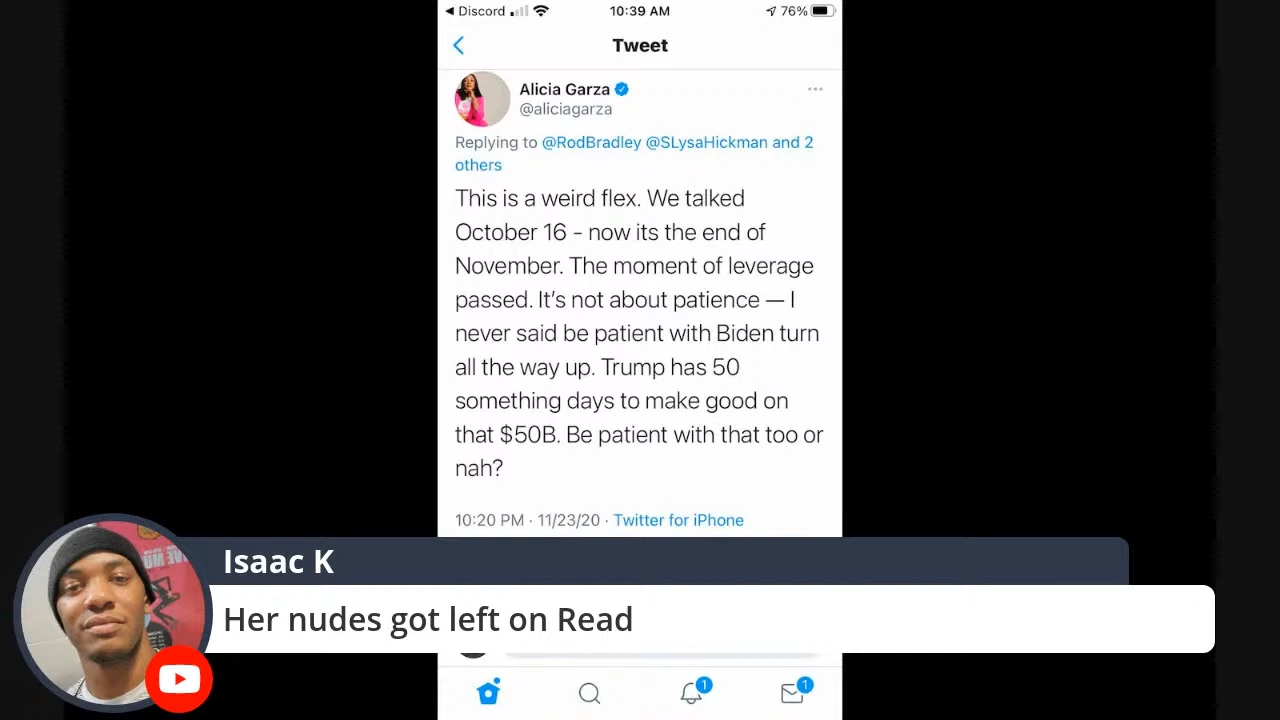 ◀ Discord
10:39 AM
76%
Tweet
Alicia Garza
@aliciagarza
Replying to @RodBradley @SLysaHickman and 2
others
This is a weird flex. We talked
October 16 - now its the end of
November. The moment of leverage
passed. It’s not about patience — I
never said be patient with Biden turn
all the way up. Trump has 50
something days to make good on
that $50B. Be patient with that too or
nah?
10:20 PM · 11/23/20 · Twitter for iPhone
Isaac K
Her nudes got left on Read
1
1